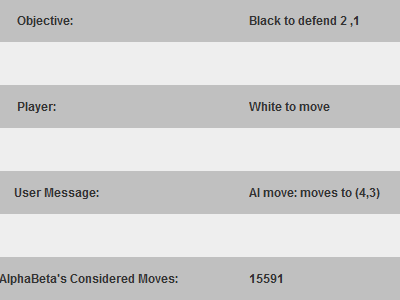 Objective: Black to defend 2 ,1
Player: White to move
User Message: AI move: moves to (4,3)
AlphaBeta's Considered Moves: 15591